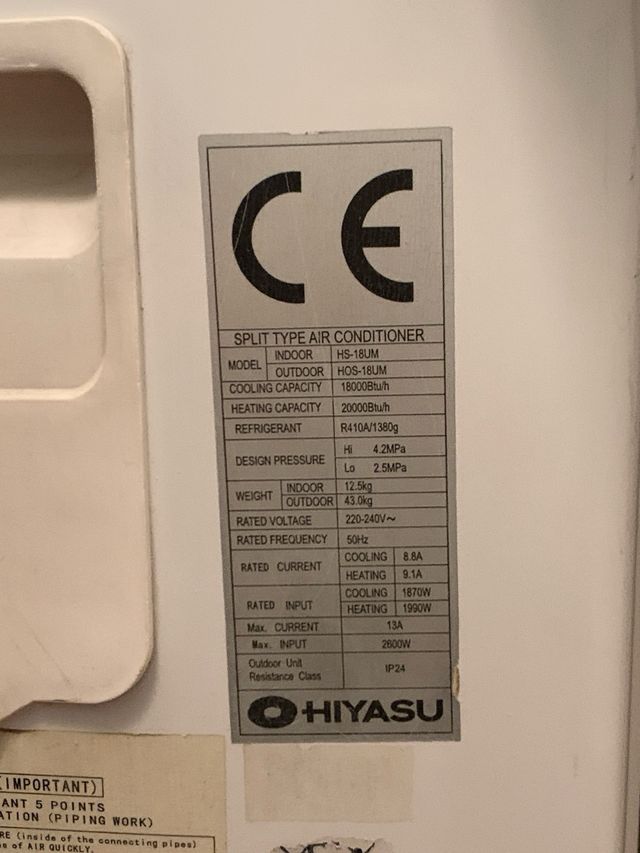 CE
SPLIT TYPE AIR CONDITIONER
MODEL INDOOR HS-18UM
OUTDOOR HOS-18UM
COOLING CAPACITY 18000Btu/h
HEATING CAPACITY 20000Btu/h
REFRIGERANT R410A/1380g
DESIGN PRESSURE Hi 4.2MPa
Lo 2.5MPa
WEIGHT INDOOR 12.5kg
OUTDOOR 43.0kg
RATED VOLTAGE 220-240V~
RATED FREQUENCY 50Hz
RATED CURRENT COOLING 8.8A
HEATING 9.1A
RATED INPUT COOLING 1870W
HEATING 1990W
Max. CURRENT 13A
Max. INPUT 2600W
Outdoor Unit
Resistance Class IP24
HIYASU
(IMPORTANT)
ANT 5 POINTS
ATION (PIPING WORK)
RE (inside of the connecting pipes)
s of AIR QUICKLY.